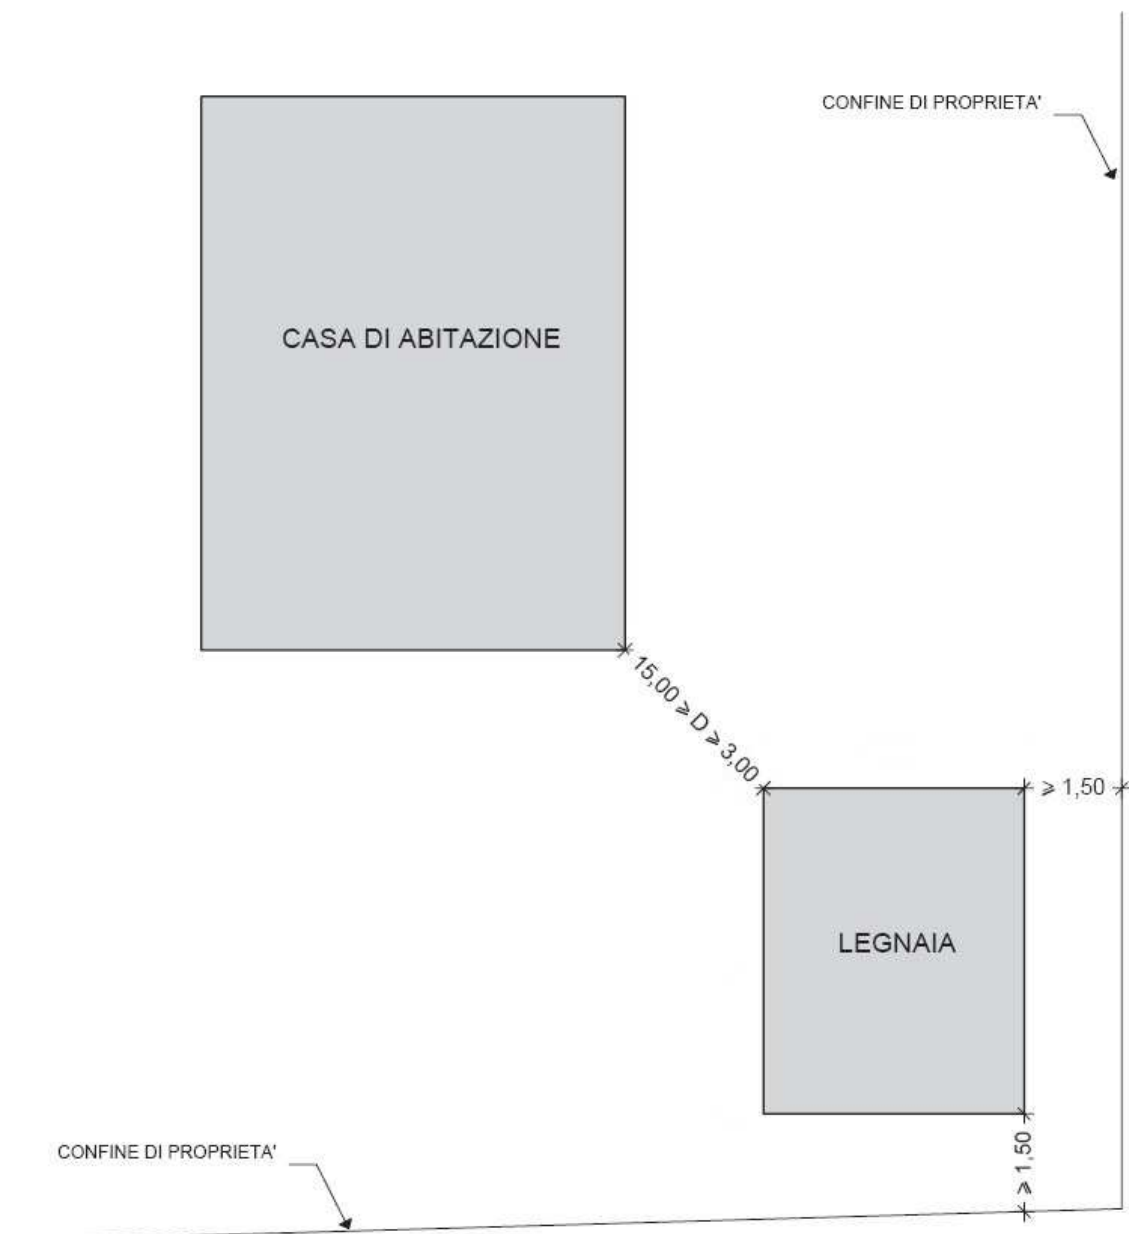 CONFINE DI PROPRIETA'
CASA DI ABITAZIONE
15,00 ⩾ D ⩾ 3,00
⩾ 1,50
LEGNAIA
⩾ 1,50
CONFINE DI PROPRIETA'